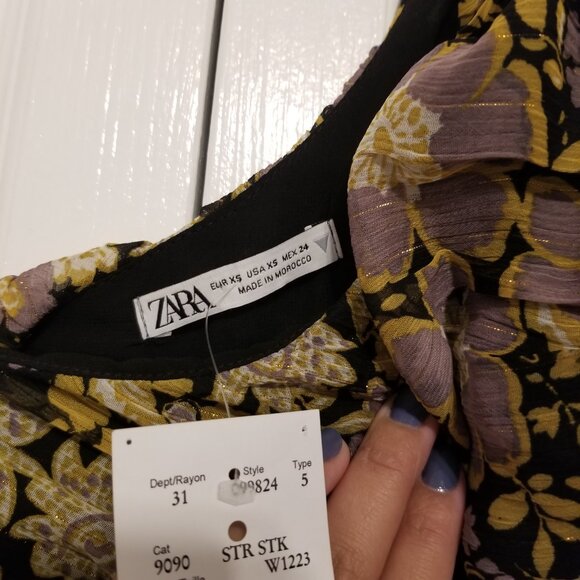 ZARA
EUR XS USA XS MEX 24
MADE IN MOROCCO
Dept/Rayon Style Type
31 099824 5
Cat STR STK
9090 W1223